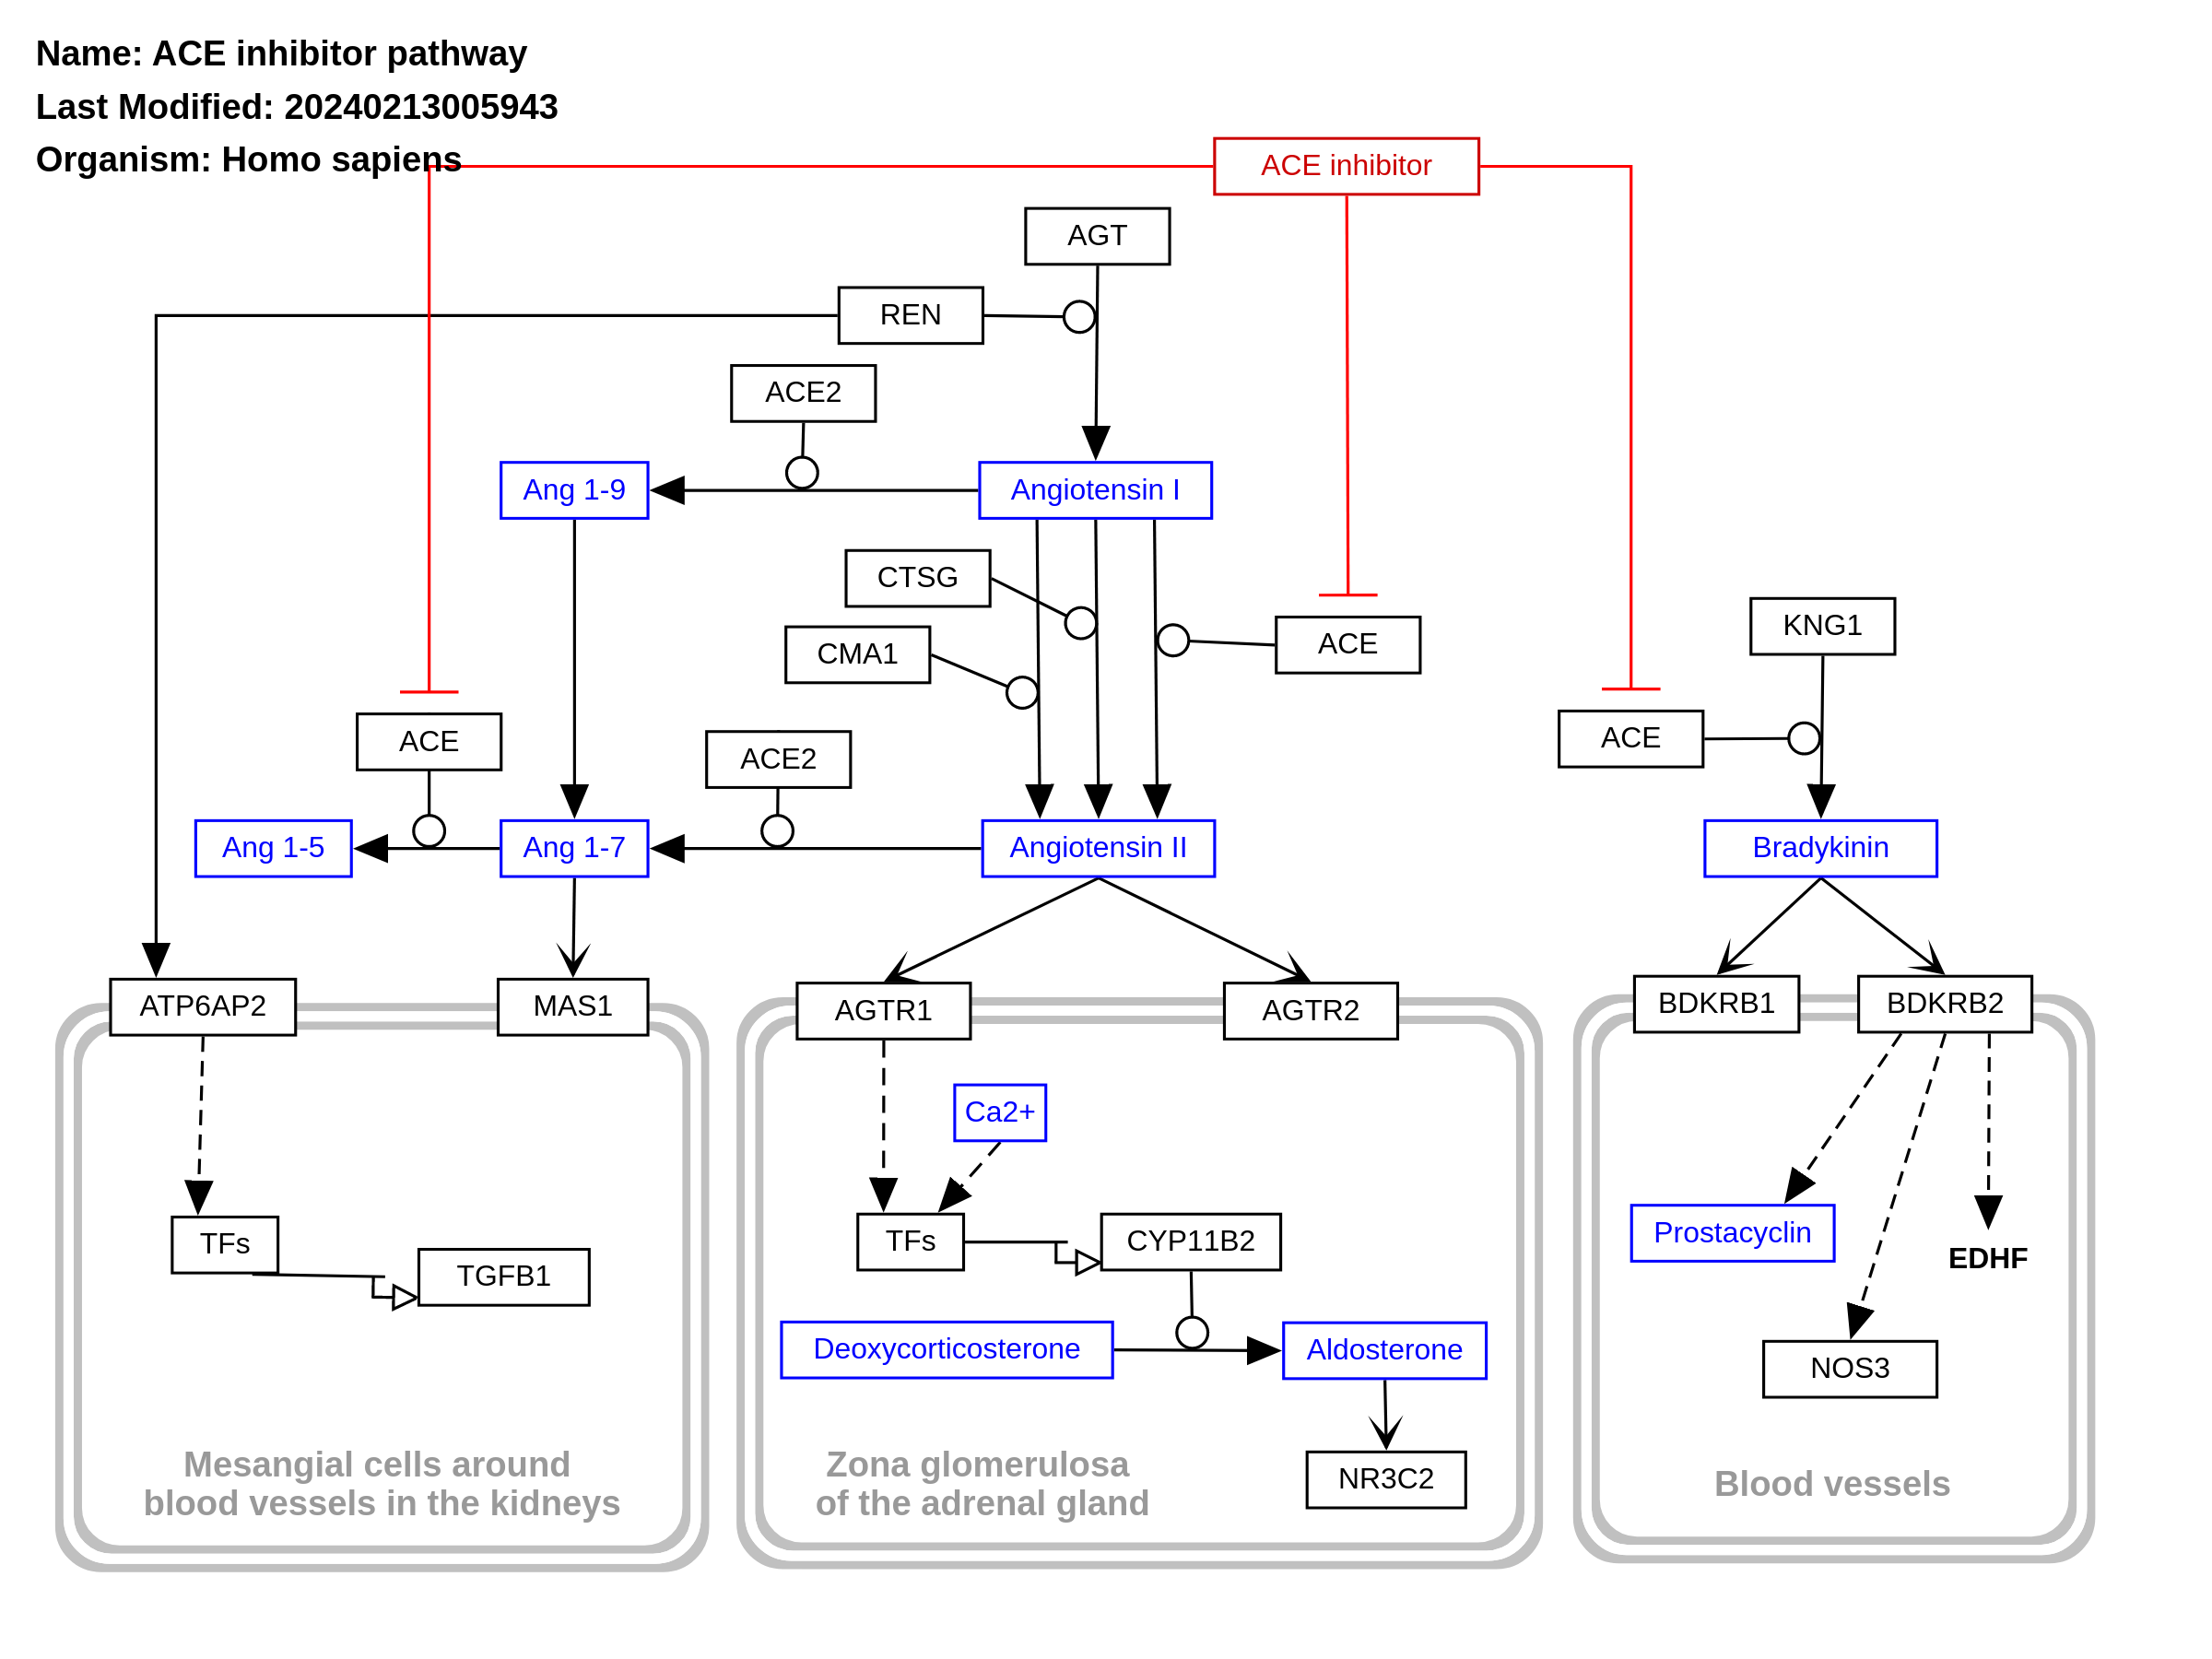 Name: ACE inhibitor pathway
Last Modified: 20240213005943
Organism: Homo sapiens
ACE inhibitor
AGT
REN
ACE2
Ang 1-9
Angiotensin I
CTSG
CMA1
ACE
KNG1
ACE
ACE2
ACE
Ang 1-5
Ang 1-7
Angiotensin II
Bradykinin
ATP6AP2
MAS1
AGTR1
AGTR2
BDKRB1
BDKRB2
Ca2+
TFs
TGFB1
TFs
CYP11B2
Prostacyclin
EDHF
Deoxycorticosterone
Aldosterone
NOS3
NR3C2
Mesangial cells around
blood vessels in the kidneys
Zona glomerulosa
of the adrenal gland
Blood vessels